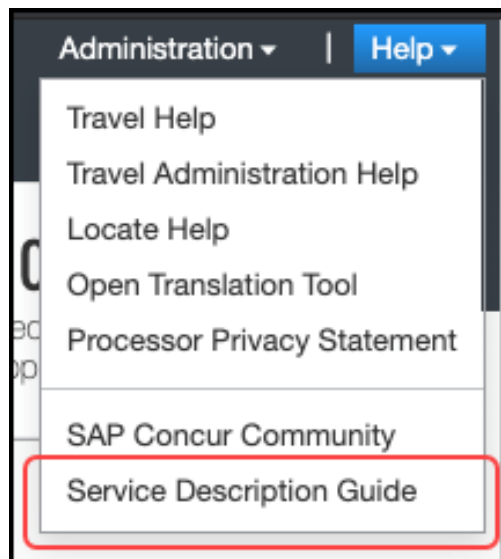 Administration ▾ | Help ▾
Travel Help
Travel Administration Help
Locate Help
Open Translation Tool
Processor Privacy Statement
SAP Concur Community
Service Description Guide